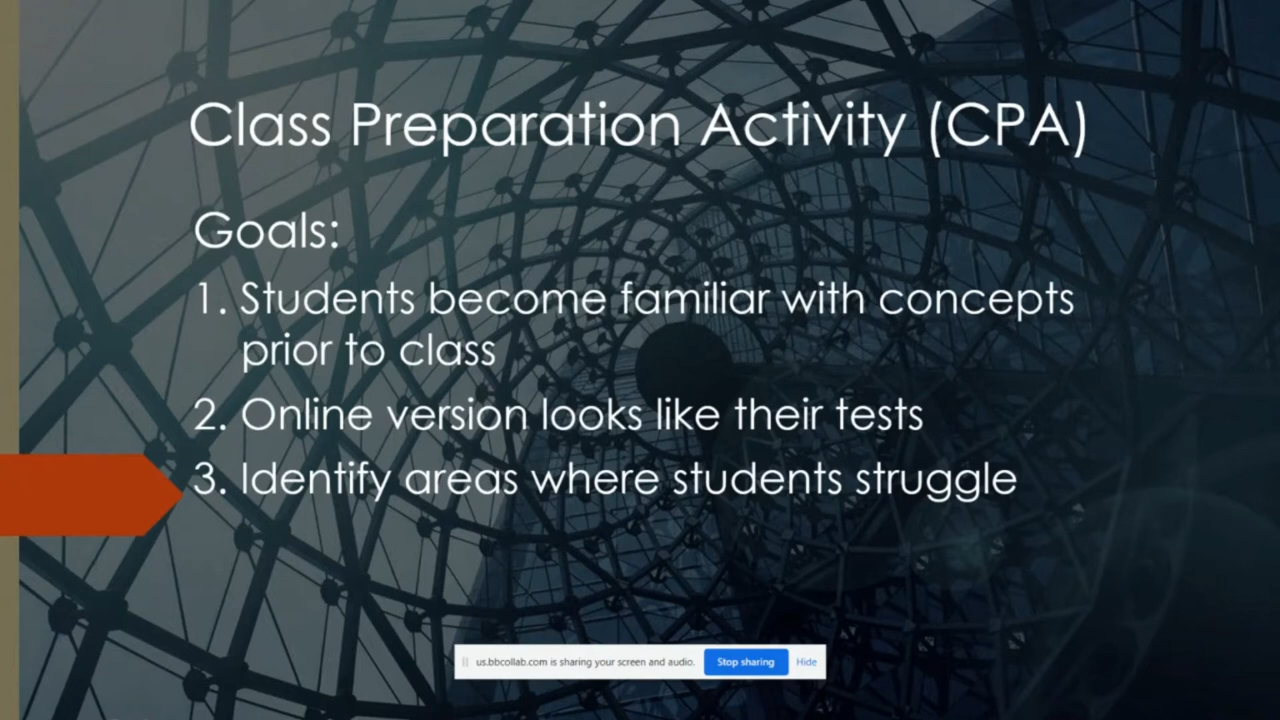 Class Preparation Activity (CPA)
Goals:
1. Students become familiar with concepts
prior to class
2. Online version looks like their tests
3. Identify areas where students struggle
us.bbcollab.com is sharing your screen and audio. Stop sharing Hide